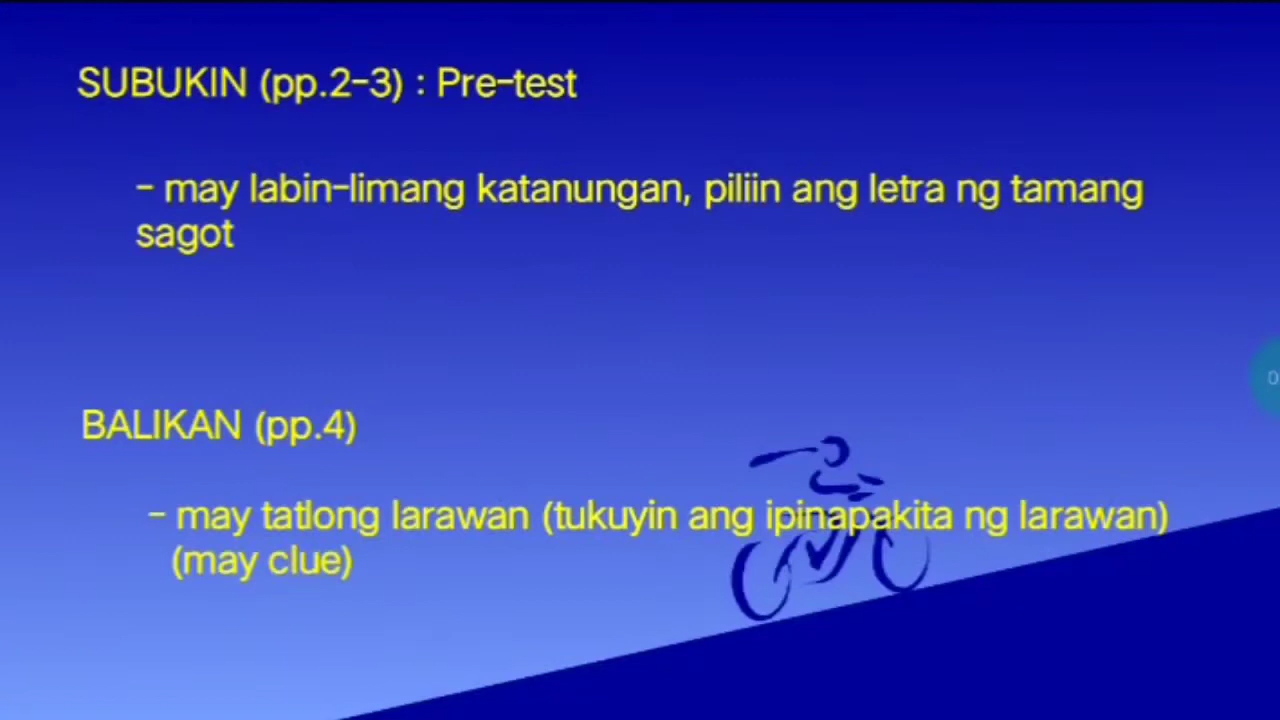 SUBUKIN (pp.2-3) : Pre-test
- may labin-limang katanungan, piliin ang letra ng tamang
sagot
BALIKAN (pp.4)
- may tatlong larawan (tukuyin ang ipinapakita ng larawan)
(may clue)
0